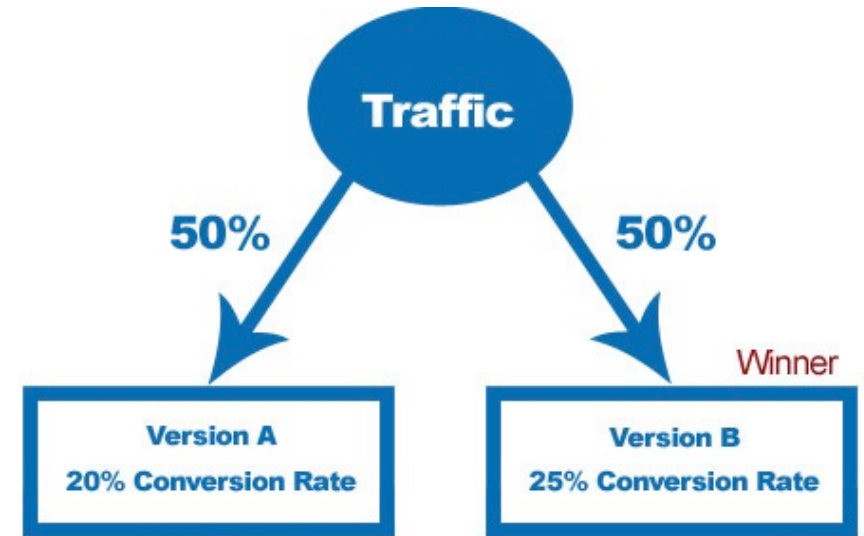 Traffic
50%
50%
Winner
Version A
20% Conversion Rate
Version B
25% Conversion Rate